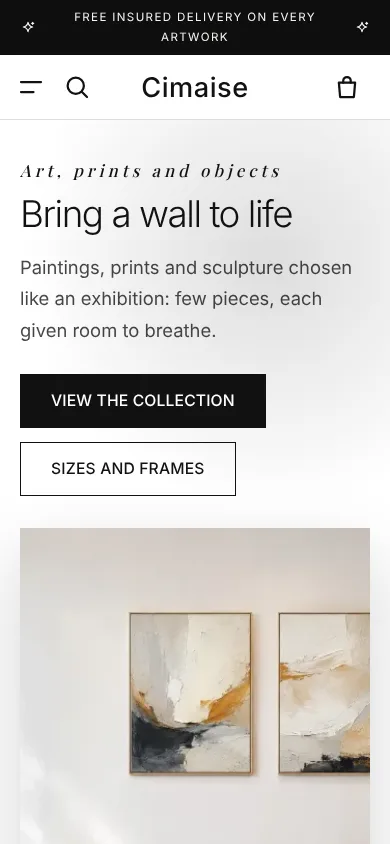 FREE INSURED DELIVERY ON EVERY
ARTWORK
Cimaise
Art, prints and objects
Bring a wall to life
Paintings, prints and sculpture chosen
like an exhibition: few pieces, each
given room to breathe.
VIEW THE COLLECTION
SIZES AND FRAMES